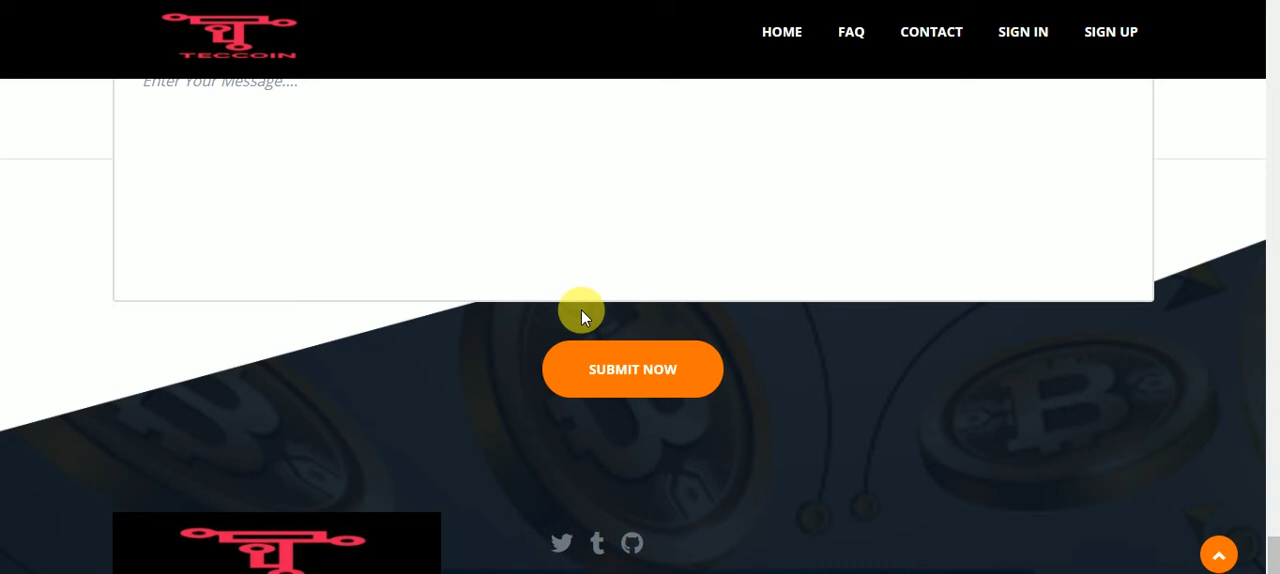 HOME FAQ CONTACT SIGN IN SIGN UP
TECCOIN
Enter Your Message....
SUBMIT NOW